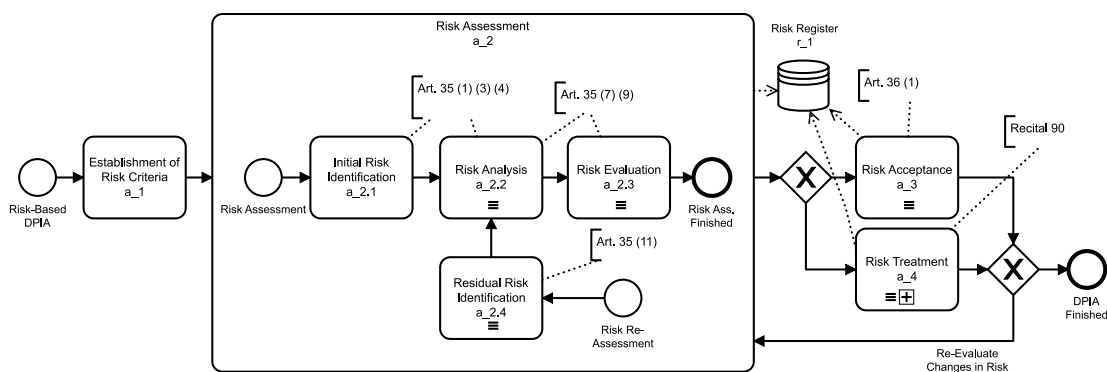 Risk Assessment
a_2
Risk Register
r_1
Art. 35 (1) (3) (4)
Art. 35 (7) (9)
Art. 36 (1)
Recital 90
Establishment of
Risk Criteria
a_1
Risk-Based
DPIA
Risk Assessment
Initial Risk
Identification
a_2.1
Risk Analysis
a_2.2
Risk Evaluation
a_2.3
Risk Ass.
Finished
X
Risk Acceptance
a_3
Art. 35 (11)
Residual Risk
Identification
a_2.4
Risk Re-
Assessment
Risk Treatment
a_4
X
DPIA
Finished
Re-Evaluate
Changes in Risk